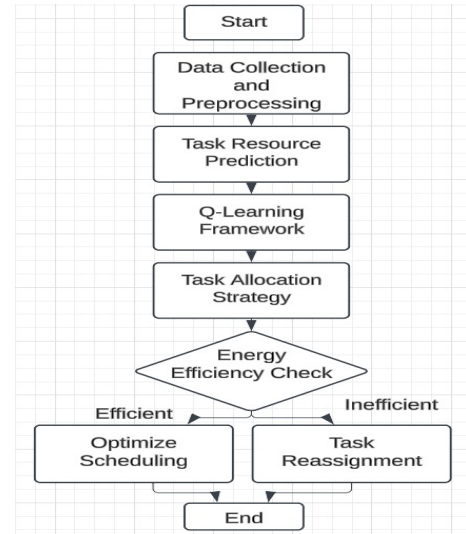 Start
Data Collection
and
Preprocessing
Task Resource
Prediction
Q-Learning
Framework
Task Allocation
Strategy
Energy
Efficiency Check
Efficient
Inefficient
Optimize
Scheduling
Task
Reassignment
End